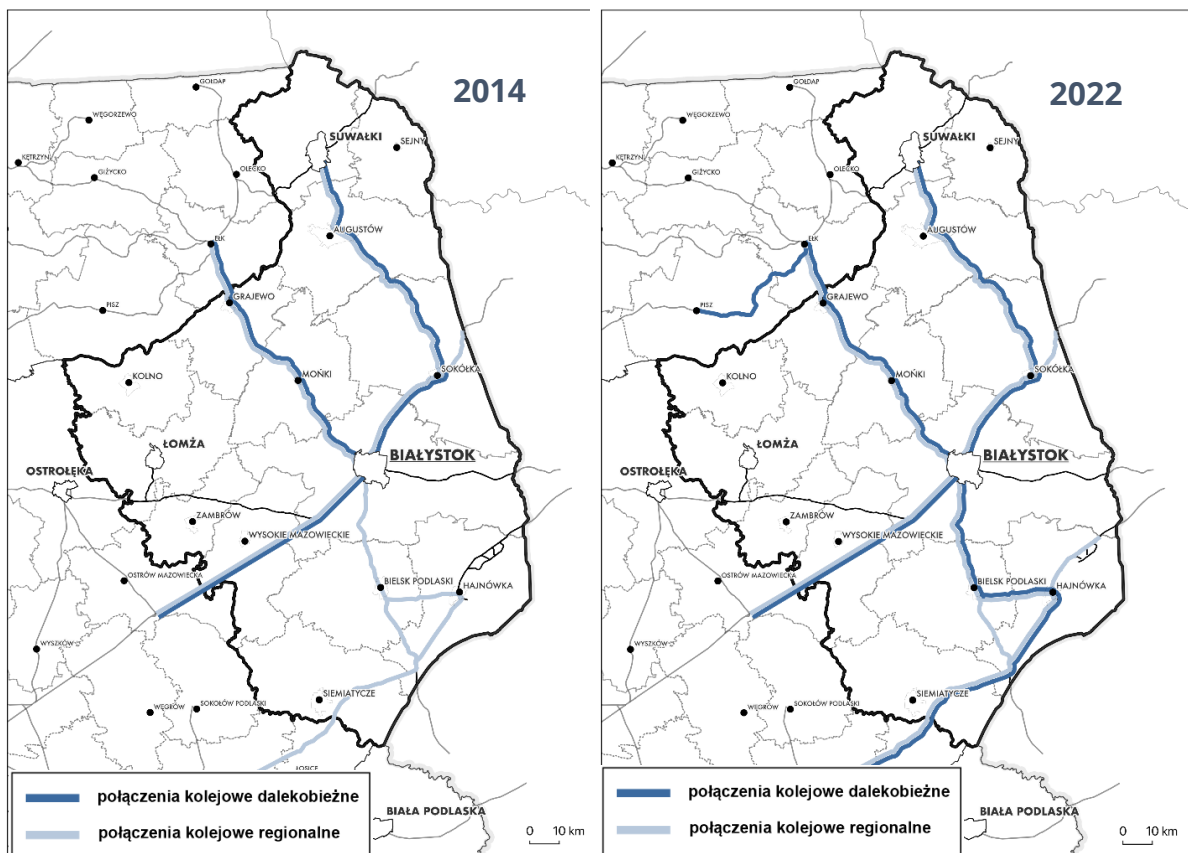 2014
GOŁDAP
WĘGORZEWO
SUWAŁKI
SEJNY
KĘTRZYN
GIŻYCKO
OLECKO
AUGUSTÓW
EŁK
GRAJEWO
PISZ
SOKÓŁKA
MOŃKI
KOLNO
ŁOMŻA
BIAŁYSTOK
OSTROŁĘKA
ZAMBRÓW
WYSOKIE MAZOWIECKIE
OSTRÓW MAZOWIECKA
BIELSK PODLASKI
HAJNÓWKA
WYSZKÓW
SIEMIATYCZE
WĘGRÓW
SOKOŁÓW PODLASKI
ŁOSICE
połączenia kolejowe dalekobieżne
połączenia kolejowe regionalne
BIAŁA PODLASKA
0 10 km
2022
GOŁDAP
WĘGORZEWO
SUWAŁKI
SEJNY
KĘTRZYN
GIŻYCKO
OLECKO
AUGUSTÓW
EŁK
GRAJEWO
PISZ
SOKÓŁKA
MOŃKI
KOLNO
ŁOMŻA
BIAŁYSTOK
OSTROŁĘKA
ZAMBRÓW
WYSOKIE MAZOWIECKIE
OSTRÓW MAZOWIECKA
BIELSK PODLASKI
HAJNÓWKA
WYSZKÓW
SIEMIATYCZE
WĘGRÓW
SOKOŁÓW PODLASKI
połączenia kolejowe dalekobieżne
połączenia kolejowe regionalne
BIAŁA PODLASKA
0 10 km